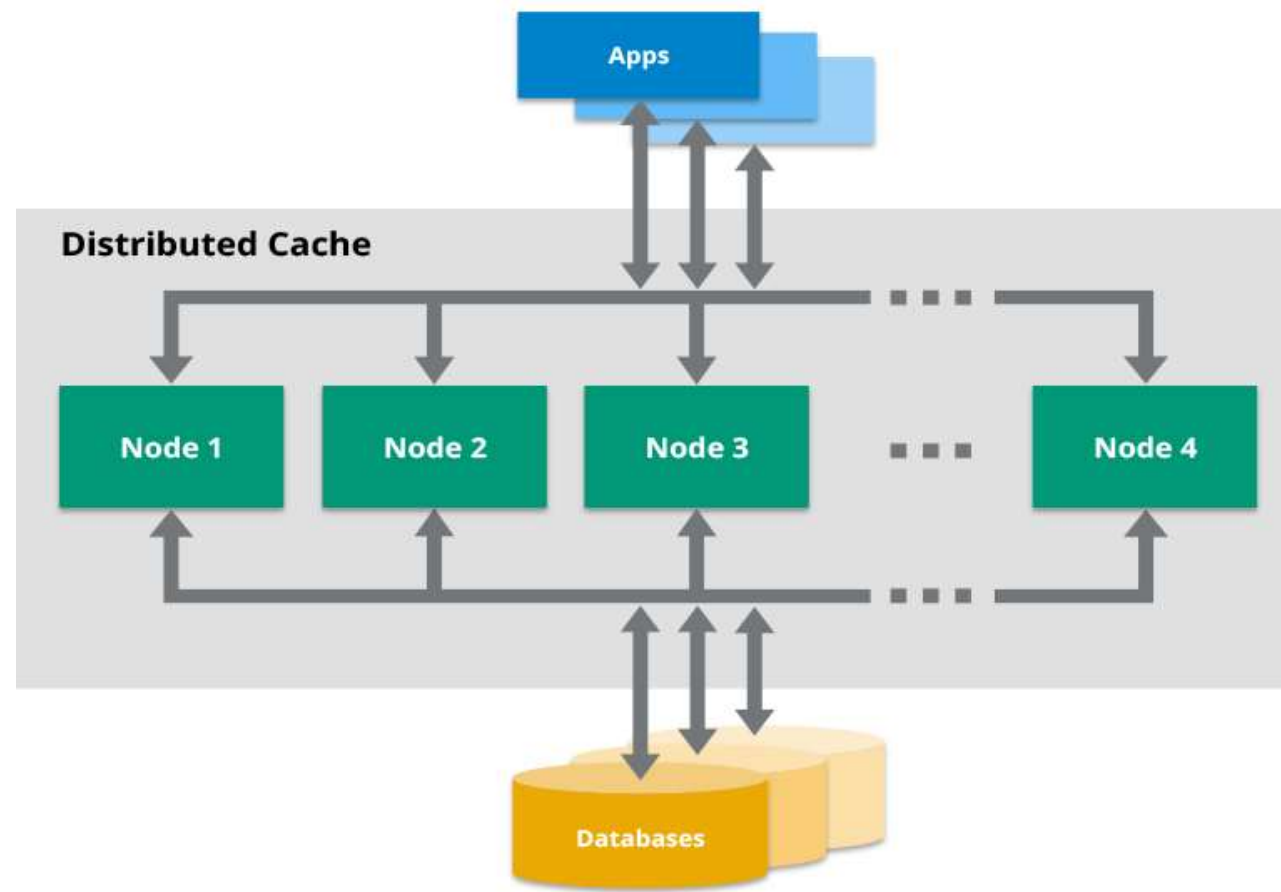 Apps
Distributed Cache
Node 1
Node 2
Node 3
Node 4
Databases